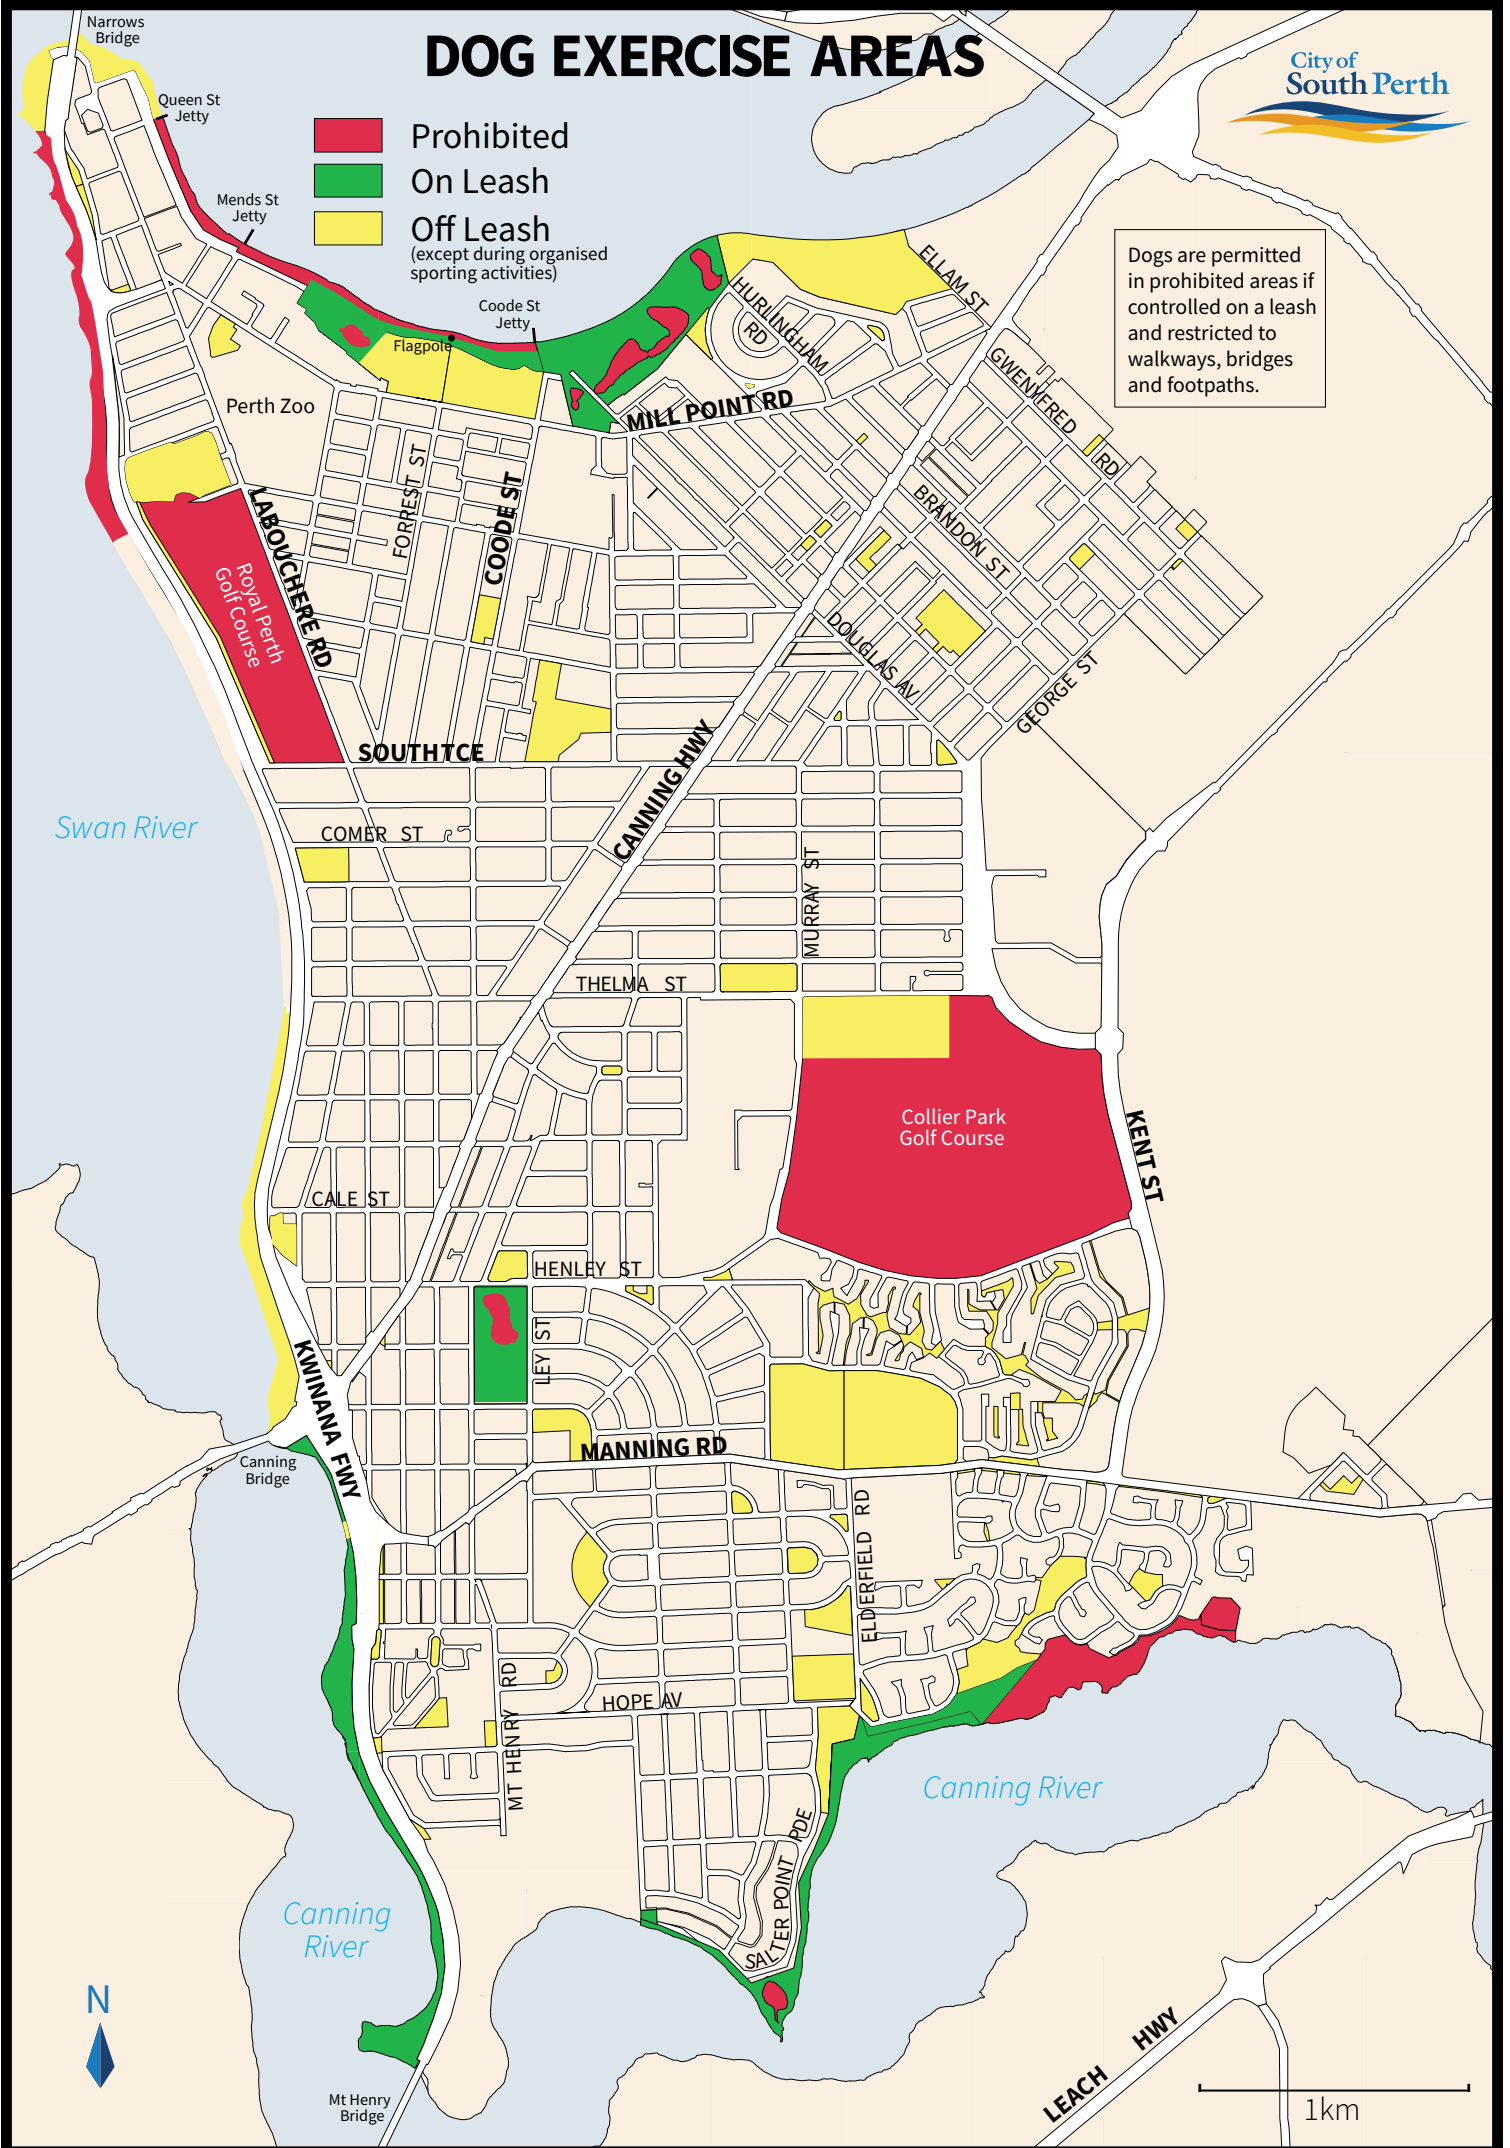 Narrows
Bridge
DOG EXERCISE AREAS
City of
South Perth
Queen St
Jetty
Prohibited
On Leash
Off Leash
(except during organised
sporting activities)
Mends St
Jetty
Coode St
Jetty
Flagpole
ELLAM ST
Dogs are permitted
in prohibited areas if
controlled on a leash
and restricted to
walkways, bridges
and footpaths.
HURLINGHAM
RD
GWENYFRED
RD
Perth Zoo
MILL POINT RD
FORREST ST
COODE ST
LABOUCHERE RD
BRANDON ST
Royal Perth
Golf Course
DOUGLAS AV
GEORGE ST
SOUTH TCE
CANNING HWY
Swan River
COMER ST
MURRAY ST
THELMA ST
Collier Park
Golf Course
KENT ST
CALE ST
HENLEY ST
LEY ST
KWINANA FWY
MANNING RD
Canning
Bridge
ELDERFIELD RD
MT HENRY RD
HOPE AV
Canning River
SALTER POINT PDE
Canning
River
N
LEACH HWY
Mt Henry
Bridge
1km